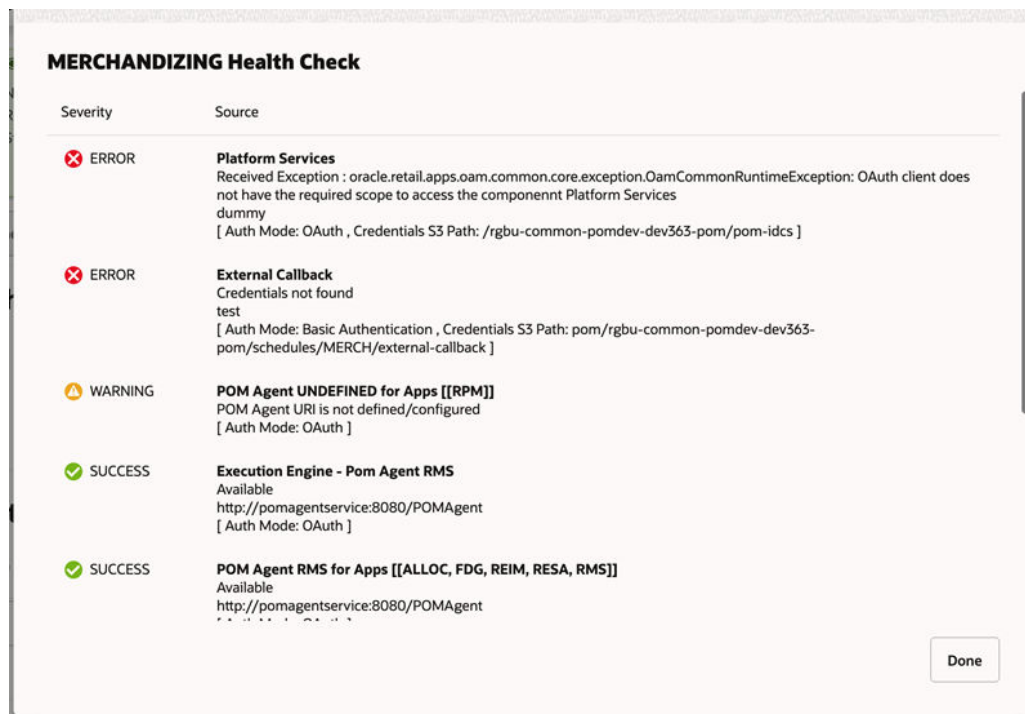 MERCHANDIZING Health Check
Severity Source
ERROR Platform Services
Received Exception : oracle.retail.apps.oam.common.core.exception.OamCommonRuntimeException: OAuth client does
not have the required scope to access the componennt Platform Services
dummy
[ Auth Mode: OAuth , Credentials S3 Path: /rgbu-common-pomdev-dev363-pom/pom-idcs ]
ERROR External Callback
Credentials not found
test
[ Auth Mode: Basic Authentication , Credentials S3 Path: pom/rgbu-common-pomdev-dev363-
pom/schedules/MERCH/external-callback ]
WARNING POM Agent UNDEFINED for Apps [[RPM]]
POM Agent URI is not defined/configured
[ Auth Mode: OAuth ]
SUCCESS Execution Engine - Pom Agent RMS
Available
http://pomagentservice:8080/POMAgent
[ Auth Mode: OAuth ]
SUCCESS POM Agent RMS for Apps [[ALLOC, FDG, REIM, RESA, RMS]]
Available
http://pomagentservice:8080/POMAgent
Done